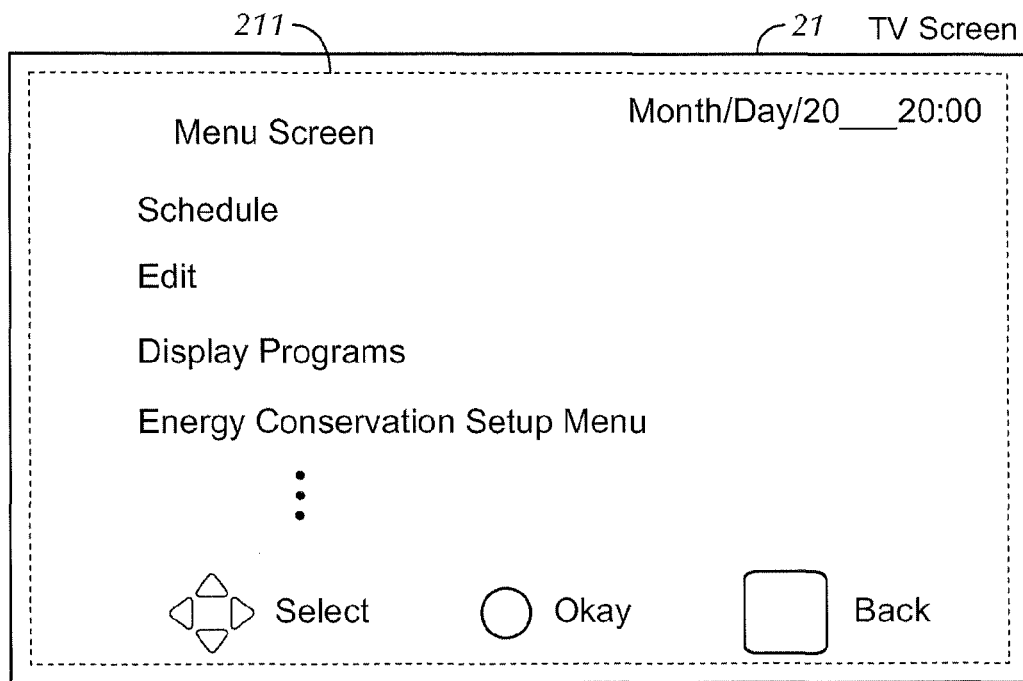 211 21 TV Screen
Month/Day/20___20:00
Menu Screen
Schedule
Edit
Display Programs
Energy Conservation Setup Menu
Select Okay Back